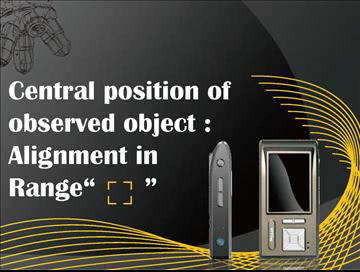 Central position of
observed object :
Alignment in
Range“ ”